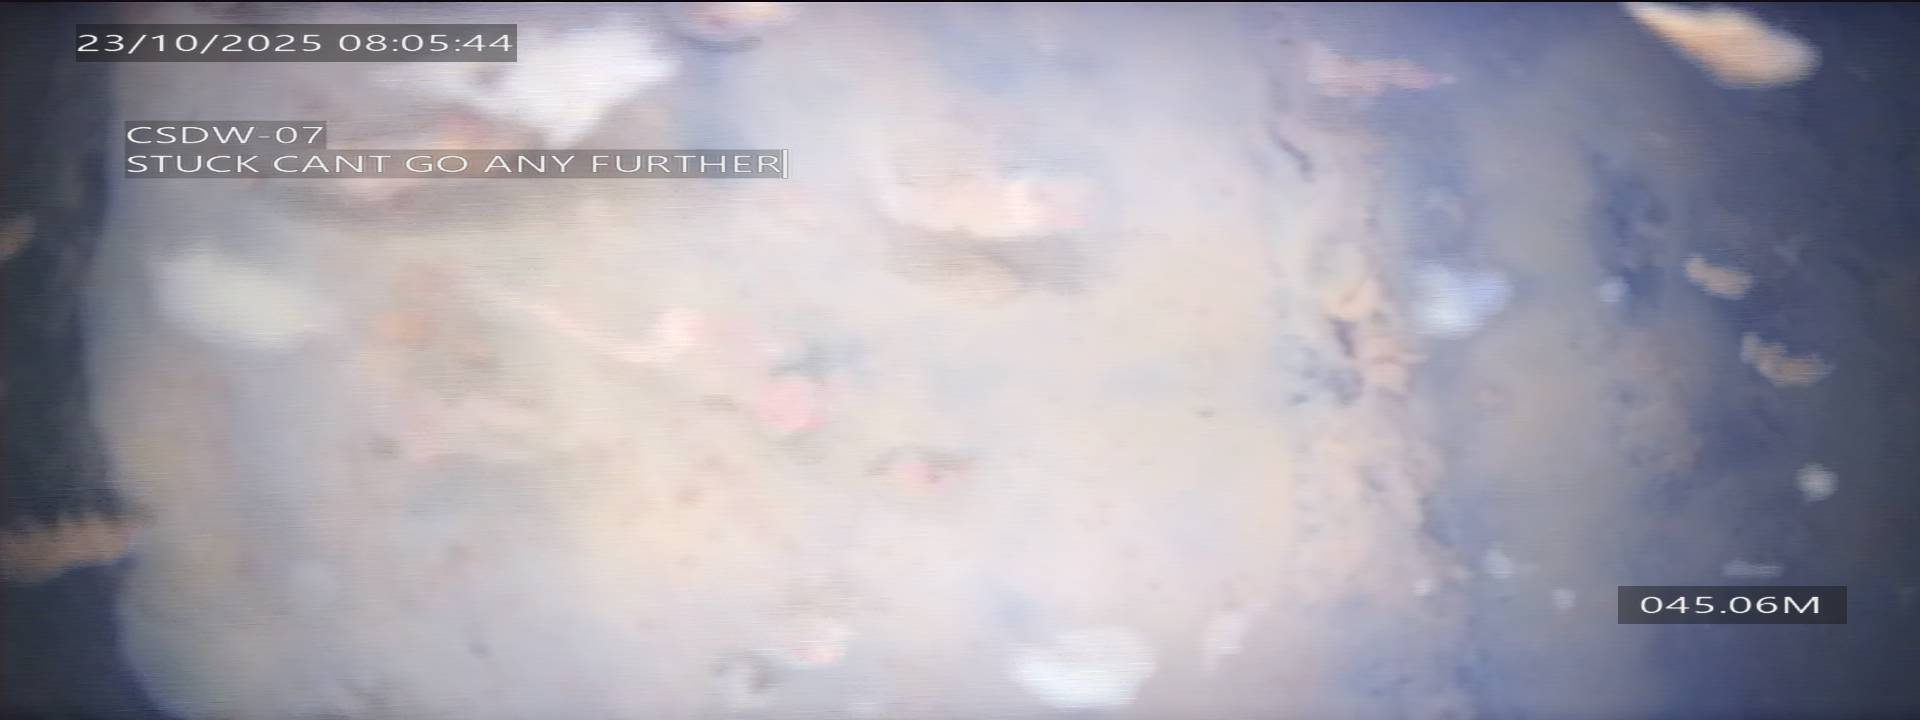 23/10/2025 08:05:44
CSDW-07
STUCK CANT GO ANY FURTHER
045.06M